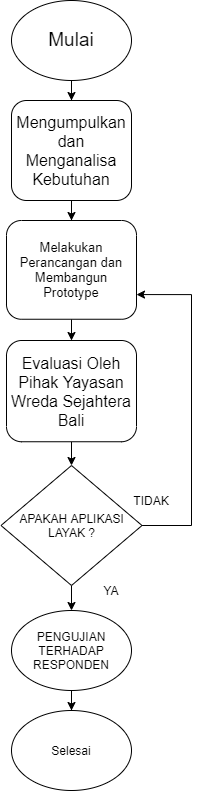 Mulai
Mengumpulkan
dan
Menganalisa
Kebutuhan
Melakukan
Perancangan dan
Membangun
Prototype
Evaluasi Oleh
Pihak Yayasan
Wreda Sejahtera
Bali
APAKAH APLIKASI
LAYAK ?
TIDAK
YA
PENGUJIAN
TERHADAP
RESPONDEN
Selesai